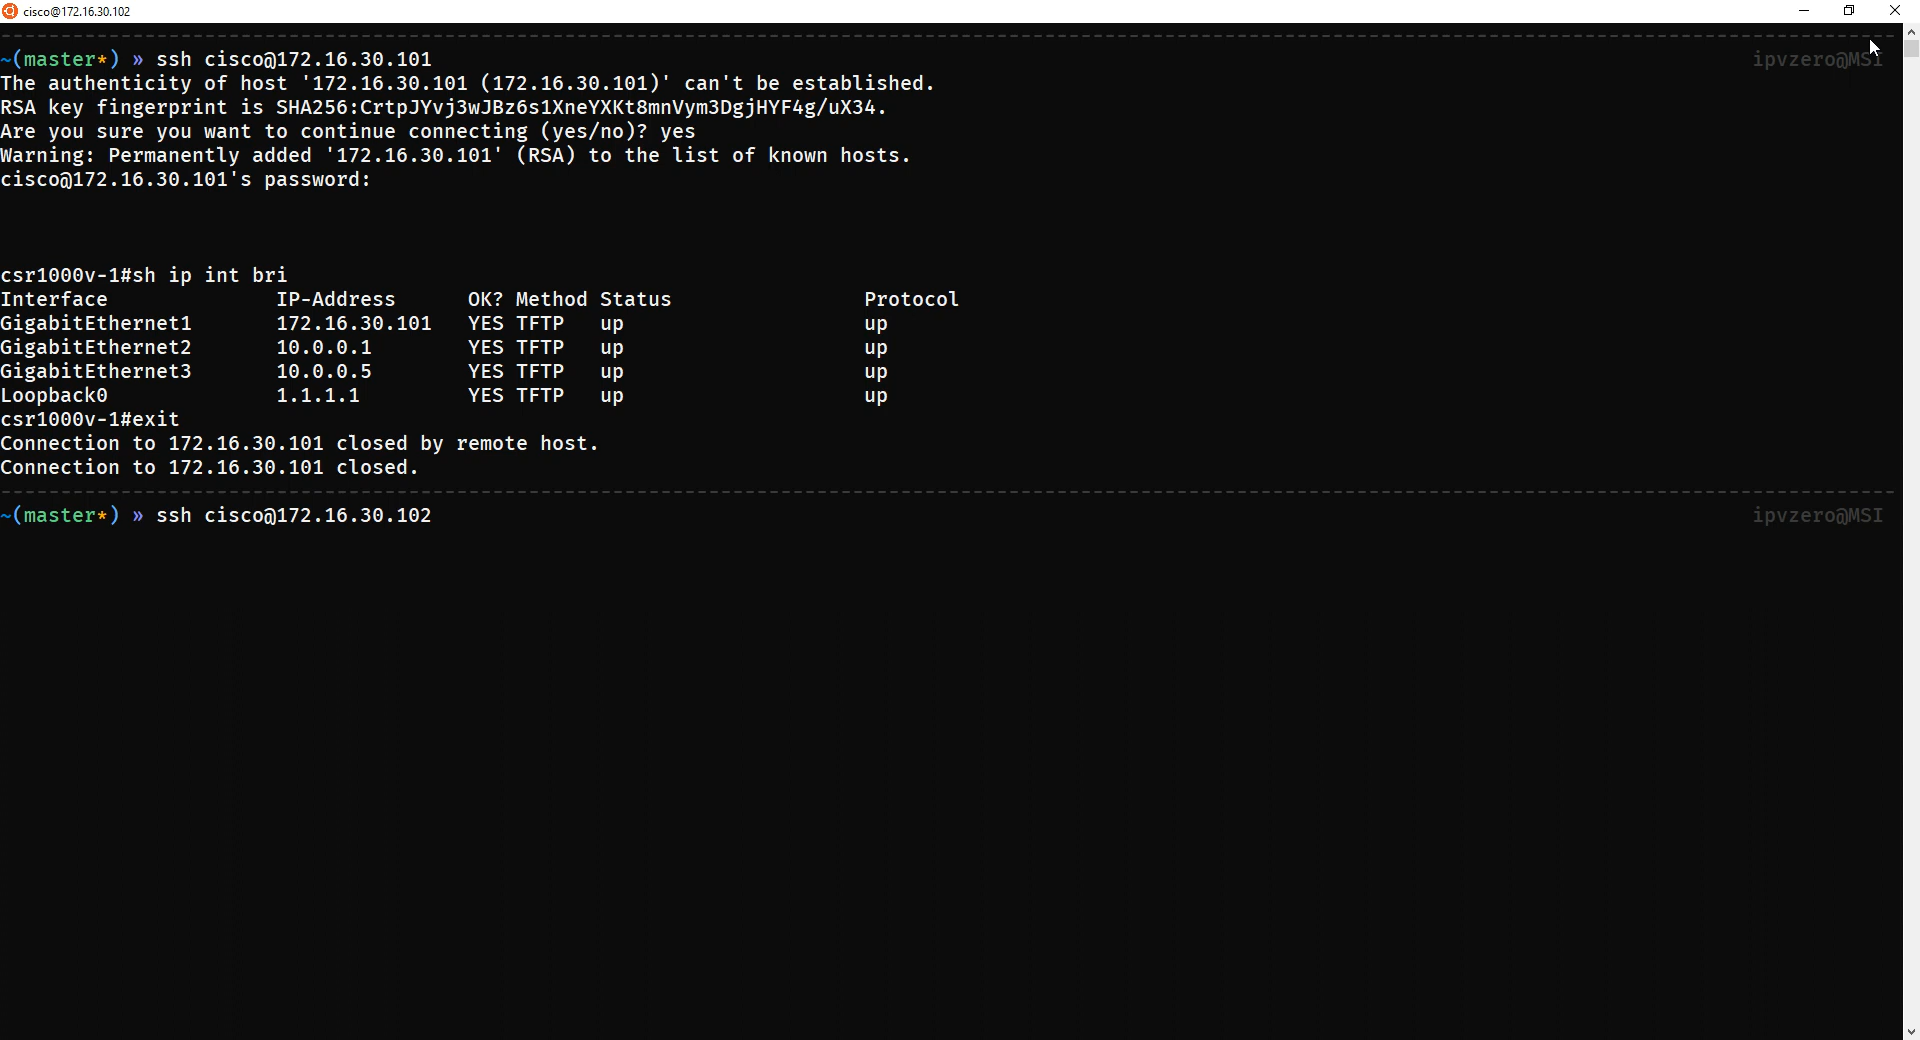 cisco@172.16.30.102
~(master*) » ssh cisco@172.16.30.101 ipvzero@MSI
The authenticity of host '172.16.30.101 (172.16.30.101)' can't be established.
RSA key fingerprint is SHA256:CrtpJYvj3wJBz6s1XneYXKt8mnVym3DgjHYF4g/uX34.
Are you sure you want to continue connecting (yes/no)? yes
Warning: Permanently added '172.16.30.101' (RSA) to the list of known hosts.
cisco@172.16.30.101's password:
csr1000v-1#sh ip int bri
Interface              IP-Address      OK? Method Status                Protocol
GigabitEthernet1       172.16.30.101   YES TFTP   up                    up
GigabitEthernet2       10.0.0.1        YES TFTP   up                    up
GigabitEthernet3       10.0.0.5        YES TFTP   up                    up
Loopback0              1.1.1.1         YES TFTP   up                    up
csr1000v-1#exit
Connection to 172.16.30.101 closed by remote host.
Connection to 172.16.30.101 closed.
~(master*) » ssh cisco@172.16.30.102 ipvzero@MSI